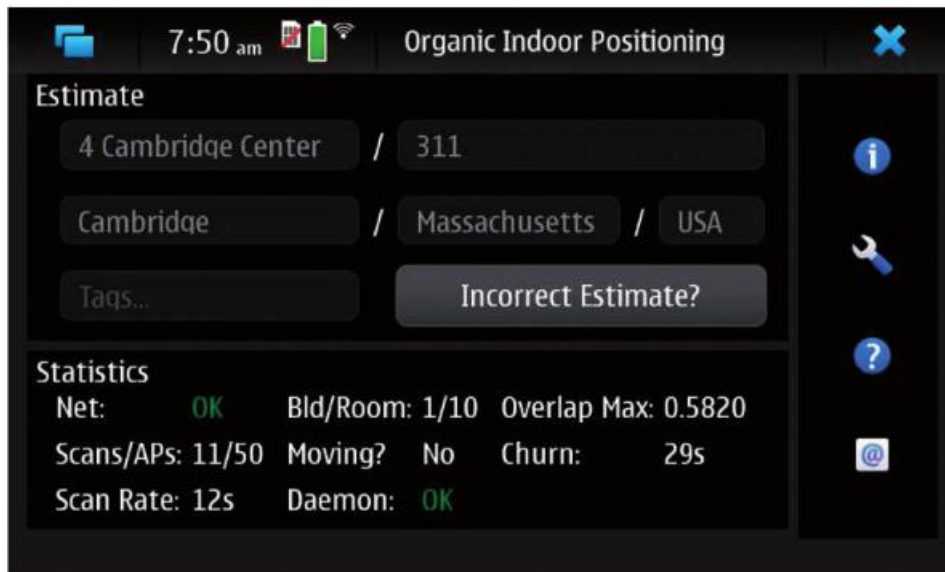 7:50 am Organic Indoor Positioning
Estimate
4 Cambridge Center / 311
Cambridge / Massachusetts / USA
Tags... Incorrect Estimate?
Statistics
Net: OK Bld/Room: 1/10 Overlap Max: 0.5820
Scans/APs: 11/50 Moving? No Churn: 29s
Scan Rate: 12s Daemon: OK